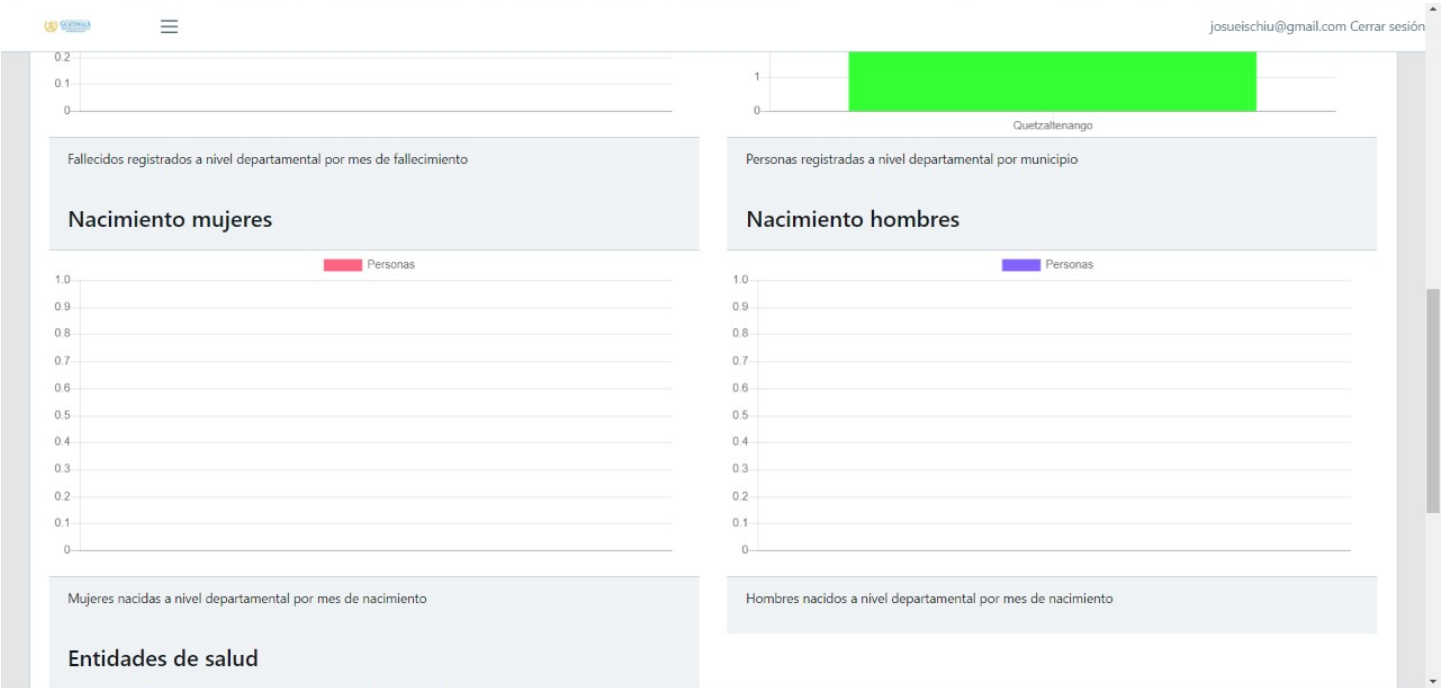 GUATEMALA
josueischiu@gmail.com Cerrar sesión
0.2
0.1
0
1
0
Quetzaltenango
Fallecidos registrados a nivel departamental por mes de fallecimiento
Personas registradas a nivel departamental por municipio
Nacimiento mujeres
Nacimiento hombres
Personas
1.0
0.9
0.8
0.7
0.6
0.5
0.4
0.3
0.2
0.1
0
Personas
1.0
0.9
0.8
0.7
0.6
0.5
0.4
0.3
0.2
0.1
0
Mujeres nacidas a nivel departamental por mes de nacimiento
Hombres nacidos a nivel departamental por mes de nacimiento
Entidades de salud